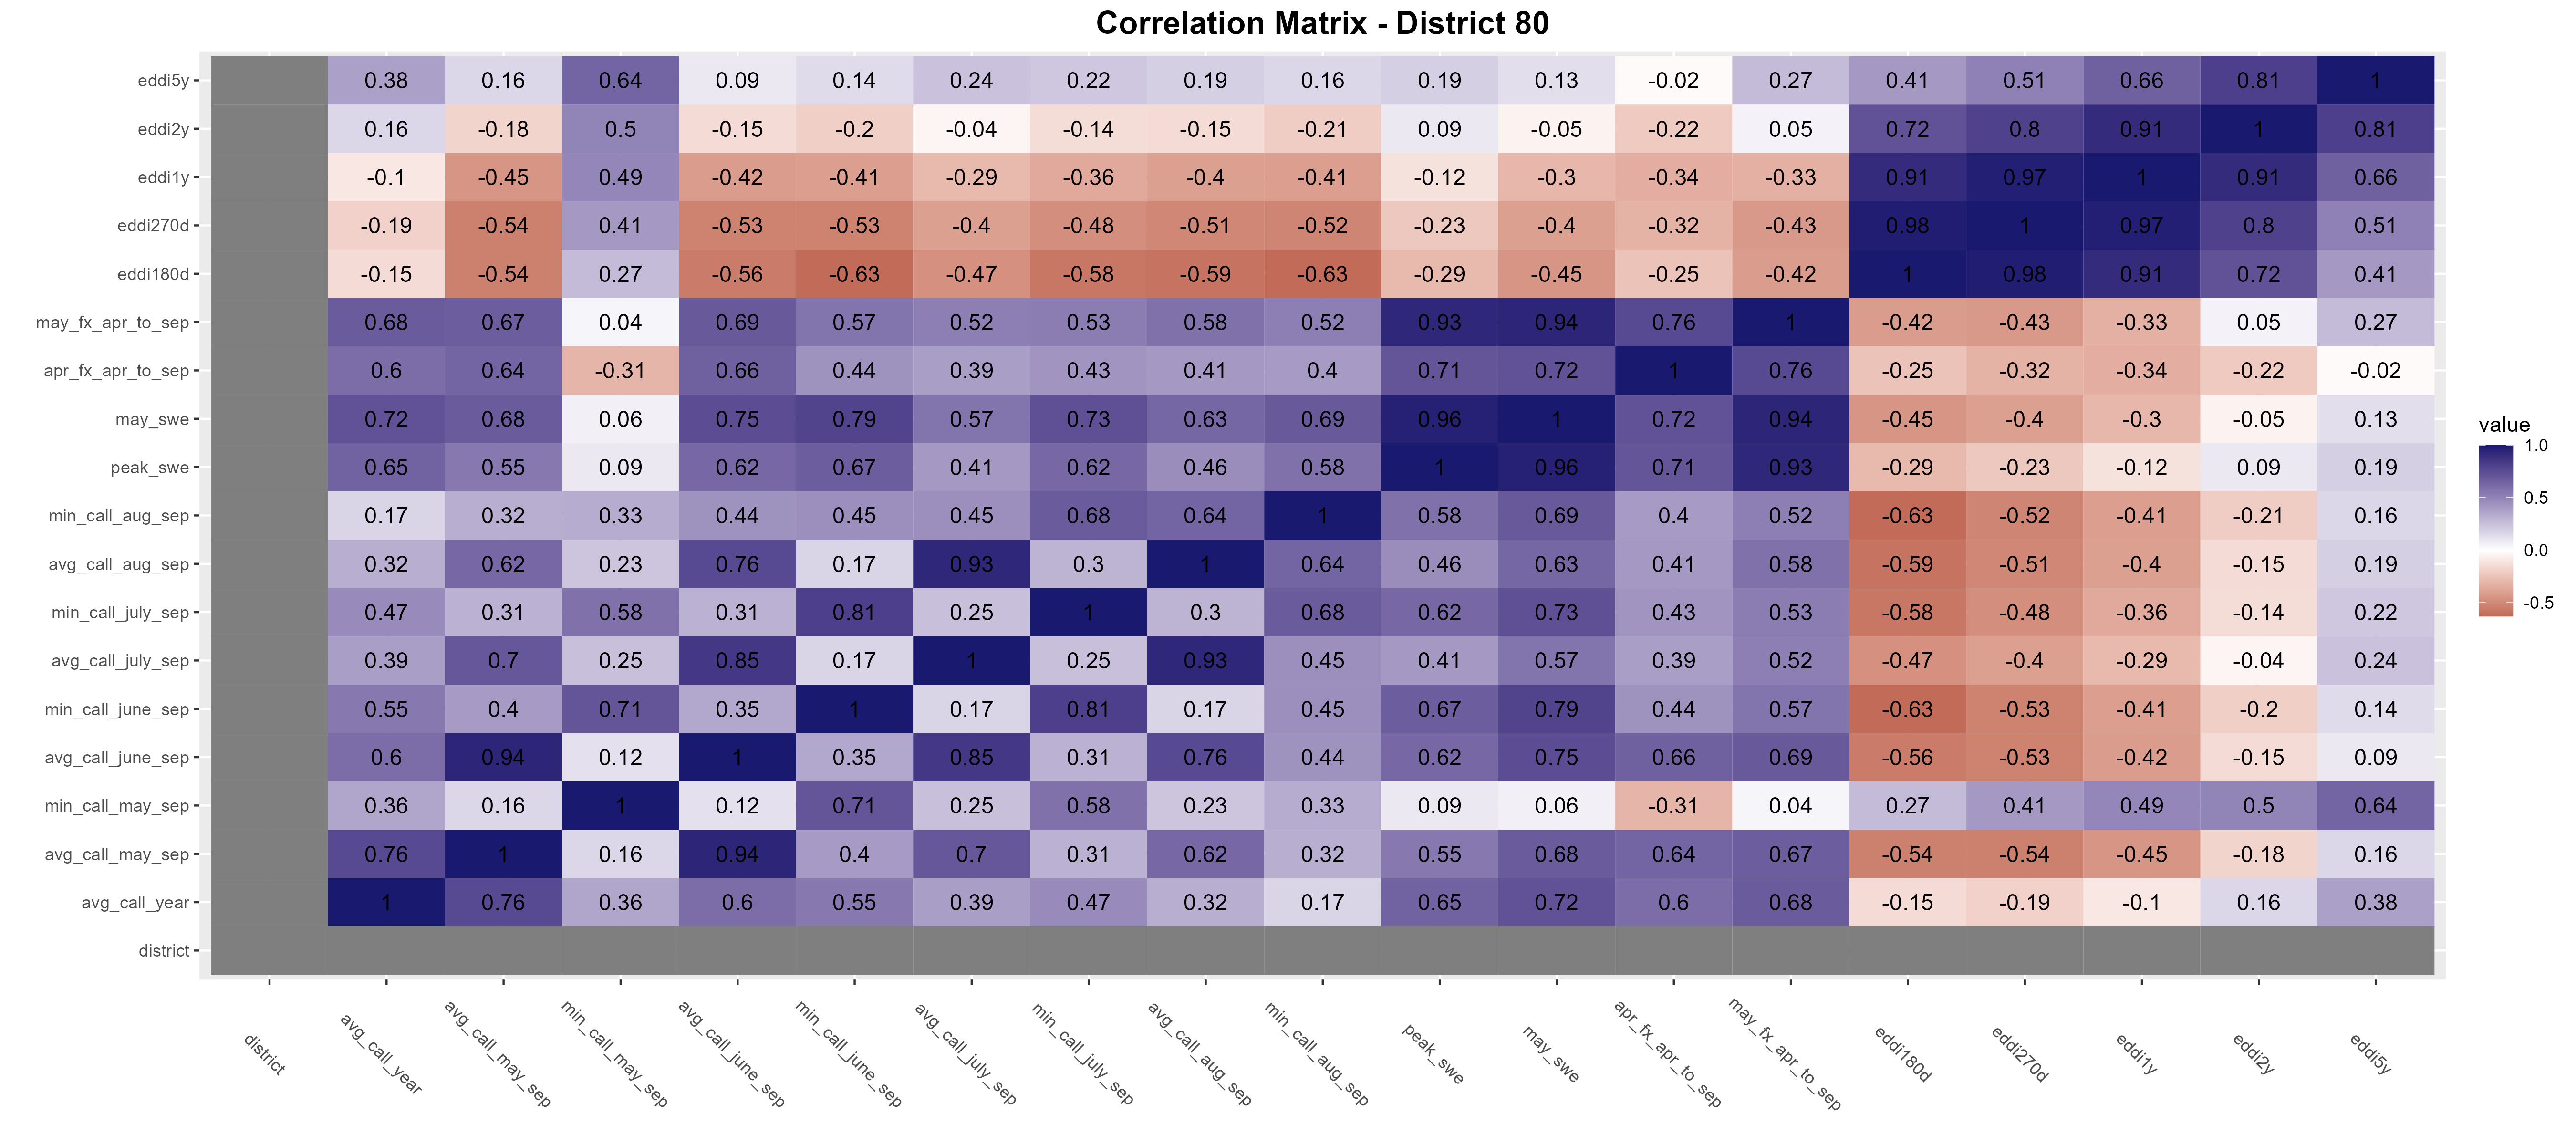 Correlation Matrix - District 80
eddi5y 0.38 0.16 0.64 0.09 0.14 0.24 0.22 0.19 0.16 0.19 0.13 -0.02 0.27 0.41 0.51 0.66 0.81 1
eddi2y 0.16 -0.18 0.5 -0.15 -0.2 -0.04 -0.14 -0.15 -0.21 0.09 -0.05 -0.22 0.05 0.72 0.8 0.91 1 0.81
eddi1y -0.1 -0.45 0.49 -0.42 -0.41 -0.29 -0.36 -0.4 -0.41 -0.12 -0.3 -0.34 -0.33 0.91 0.97 1 0.91 0.66
eddi270d -0.19 -0.54 0.41 -0.53 -0.53 -0.4 -0.48 -0.51 -0.52 -0.23 -0.4 -0.32 -0.43 0.98 1 0.97 0.8 0.51
eddi180d -0.15 -0.54 0.27 -0.56 -0.63 -0.47 -0.58 -0.59 -0.63 -0.29 -0.45 -0.25 -0.42 1 0.98 0.91 0.72 0.41
may_fx_apr_to_sep 0.68 0.67 0.04 0.69 0.57 0.52 0.53 0.58 0.52 0.93 0.94 0.76 1 -0.42 -0.43 -0.33 0.05 0.27
apr_fx_apr_to_sep 0.6 0.64 -0.31 0.66 0.44 0.39 0.43 0.41 0.4 0.71 0.72 1 0.76 -0.25 -0.32 -0.34 -0.22 -0.02
may_swe 0.72 0.68 0.06 0.75 0.79 0.57 0.73 0.63 0.69 0.96 1 0.72 0.94 -0.45 -0.4 -0.3 -0.05 0.13
peak_swe 0.65 0.55 0.09 0.62 0.67 0.41 0.62 0.46 0.58 1 0.96 0.71 0.93 -0.29 -0.23 -0.12 0.09 0.19
min_call_aug_sep 0.17 0.32 0.33 0.44 0.45 0.45 0.68 0.64 1 0.58 0.69 0.4 0.52 -0.63 -0.52 -0.41 -0.21 0.16
avg_call_aug_sep 0.32 0.62 0.23 0.76 0.17 0.93 0.3 1 0.64 0.46 0.63 0.41 0.58 -0.59 -0.51 -0.4 -0.15 0.19
min_call_july_sep 0.47 0.31 0.58 0.31 0.81 0.25 1 0.3 0.68 0.62 0.73 0.43 0.53 -0.58 -0.48 -0.36 -0.14 0.22
avg_call_july_sep 0.39 0.7 0.25 0.85 0.17 1 0.25 0.93 0.45 0.41 0.57 0.39 0.52 -0.47 -0.4 -0.29 -0.04 0.24
min_call_june_sep 0.55 0.4 0.71 0.35 1 0.17 0.81 0.17 0.45 0.67 0.79 0.44 0.57 -0.63 -0.53 -0.41 -0.2 0.14
avg_call_june_sep 0.6 0.94 0.12 1 0.35 0.85 0.31 0.76 0.44 0.62 0.75 0.66 0.69 -0.56 -0.53 -0.42 -0.15 0.09
min_call_may_sep 0.36 0.16 1 0.12 0.71 0.25 0.58 0.23 0.33 0.09 0.06 -0.31 0.04 0.27 0.41 0.49 0.5 0.64
avg_call_may_sep 0.76 1 0.16 0.94 0.4 0.7 0.31 0.62 0.32 0.55 0.68 0.64 0.67 -0.54 -0.54 -0.45 -0.18 0.16
avg_call_year 1 0.76 0.36 0.6 0.55 0.39 0.47 0.32 0.17 0.65 0.72 0.6 0.68 -0.15 -0.19 -0.1 0.16 0.38
district
district avg_call_year avg_call_may_sep min_call_may_sep avg_call_june_sep min_call_june_sep avg_call_july_sep min_call_july_sep avg_call_aug_sep min_call_aug_sep peak_swe may_swe apr_fx_apr_to_sep may_fx_apr_to_sep eddi180d eddi270d eddi1y eddi2y eddi5y
value
1.0
0.5
0.0
-0.5